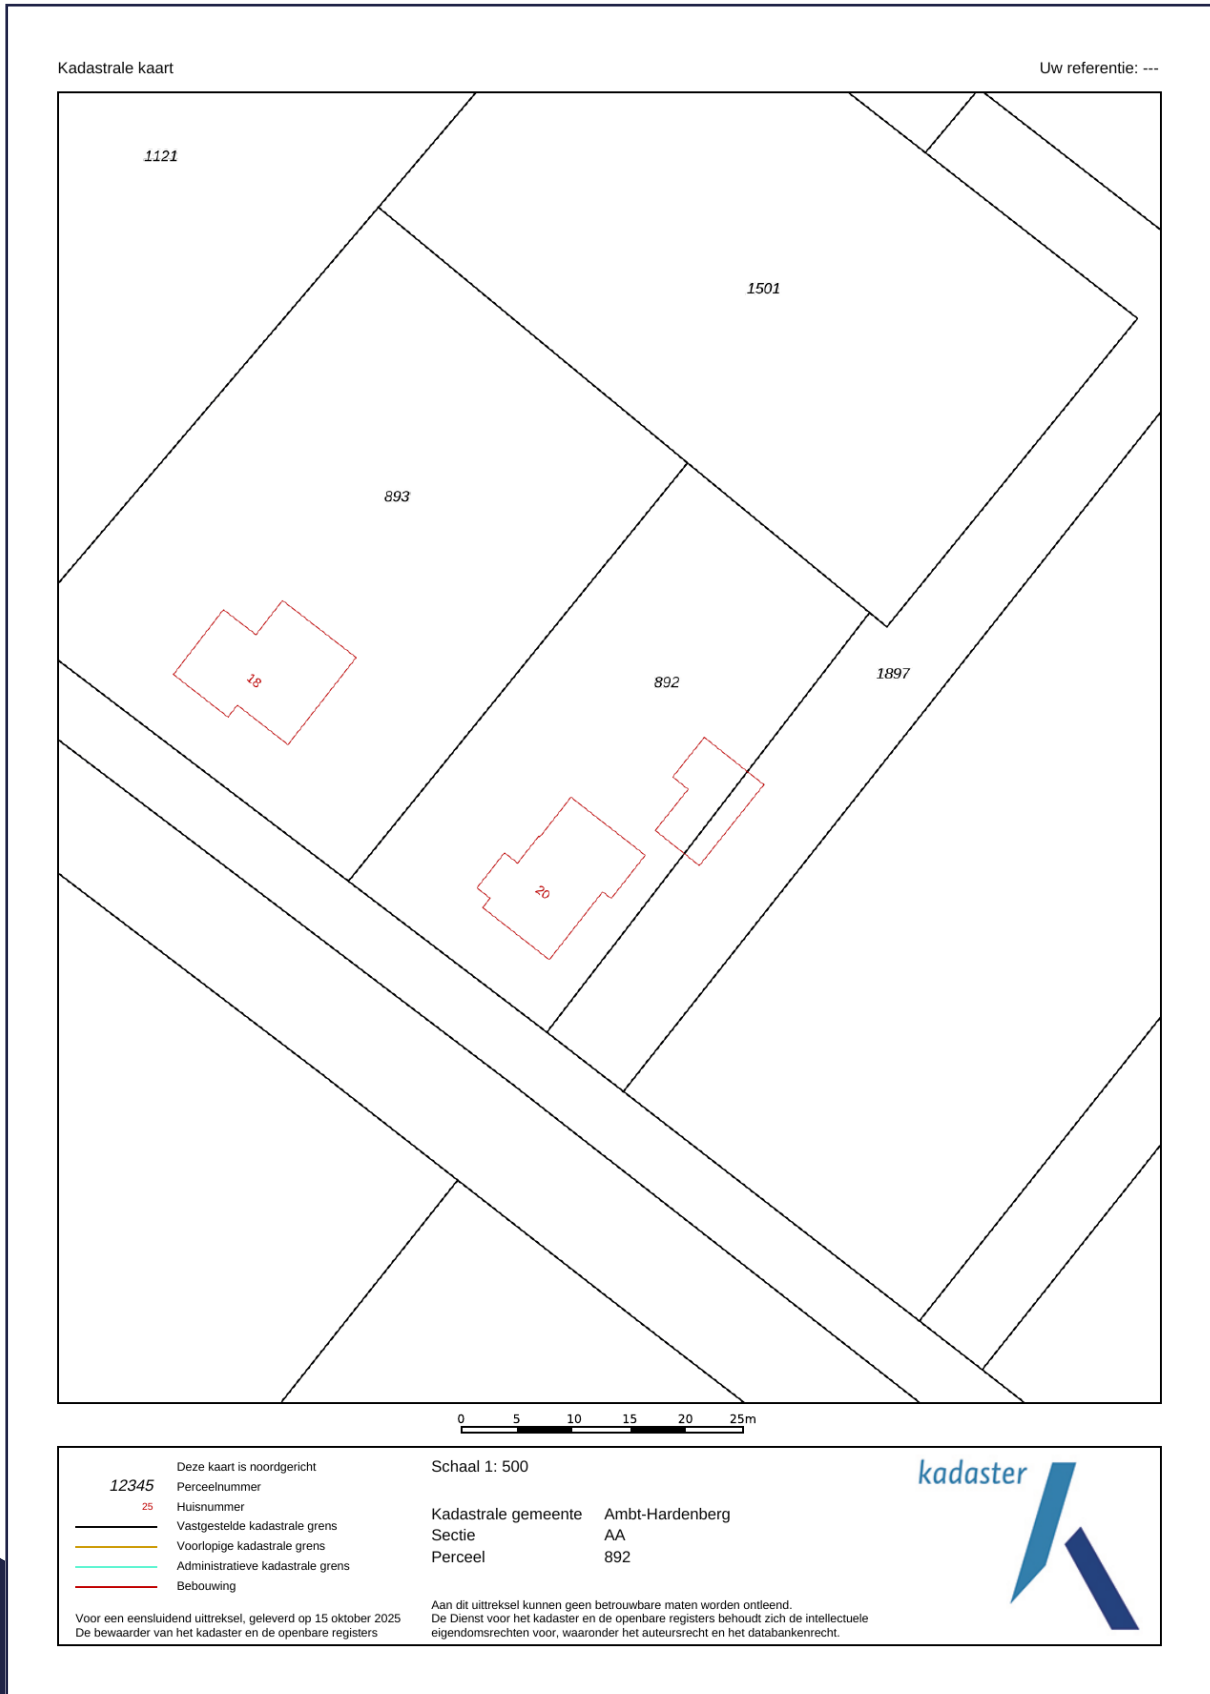 Kadastrale kaart
Uw referentie: ---
1121
1501
893
18
892
1897
20
0 5 10 15 20 25m
Deze kaart is noordgericht
12345 Perceelnummer
25 Huisnummer
Vastgestelde kadastrale grens
Voorlopige kadastrale grens
Administratieve kadastrale grens
Bebouwing
Voor een eensluidend uittreksel, geleverd op 15 oktober 2025
De bewaarder van het kadaster en de openbare registers
Schaal 1: 500
Kadastrale gemeente Ambt-Hardenberg
Sectie AA
Perceel 892
Aan dit uittreksel kunnen geen betrouwbare maten worden ontleend.
De Dienst voor het kadaster en de openbare registers behoudt zich de intellectuele
eigendomsrechten voor, waaronder het auteursrecht en het databankenrecht.
kadaster